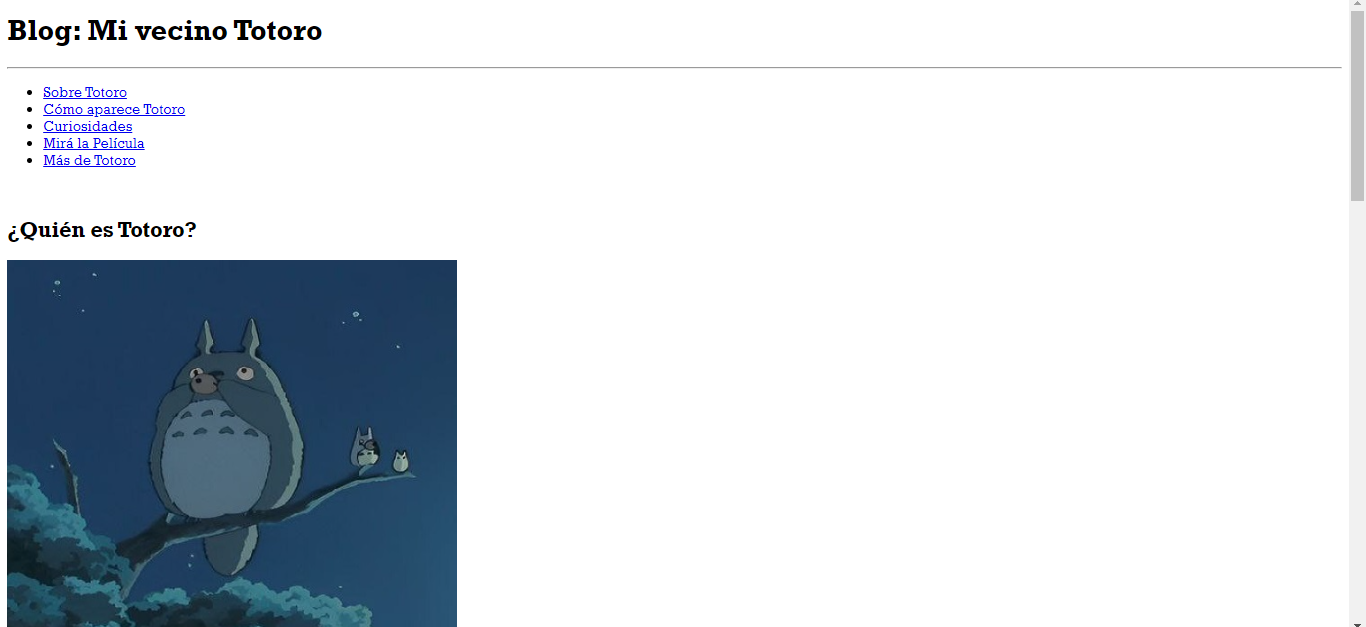 Blog: Mi vecino Totoro
Sobre Totoro
Cómo aparece Totoro
Curiosidades
Mirá la Película
Más de Totoro
¿Quién es Totoro?